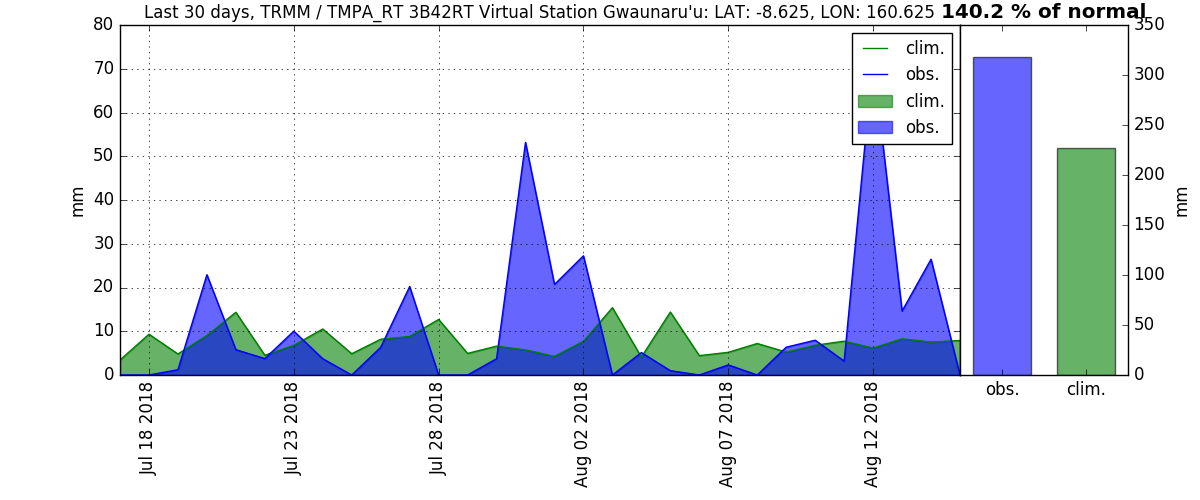 Last 30 days, TRMM / TMPA_RT 3B42RT Virtual Station Gwaunaru'u: LAT: -8.625, LON: 160.625 140.2 % of normal
80
70
60
50
40
30
20
10
0
mm
clim.
obs.
clim.
obs.
350
300
250
200
150
100
50
0
mm
obs.
clim.
Jul 18 2018
Jul 23 2018
Jul 28 2018
Aug 02 2018
Aug 07 2018
Aug 12 2018